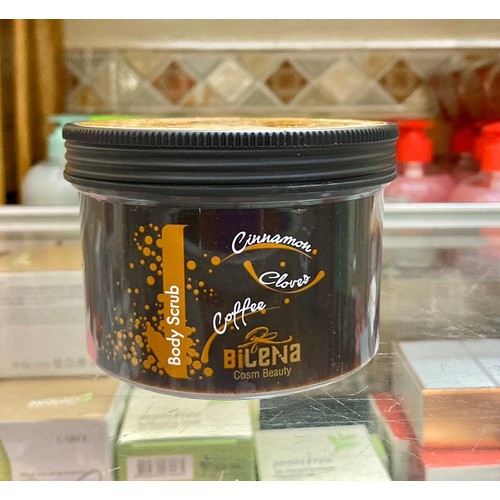 Cinnamon
Cloves
Coffee
Body Scrub
BiLeNa
Cosm Beauty